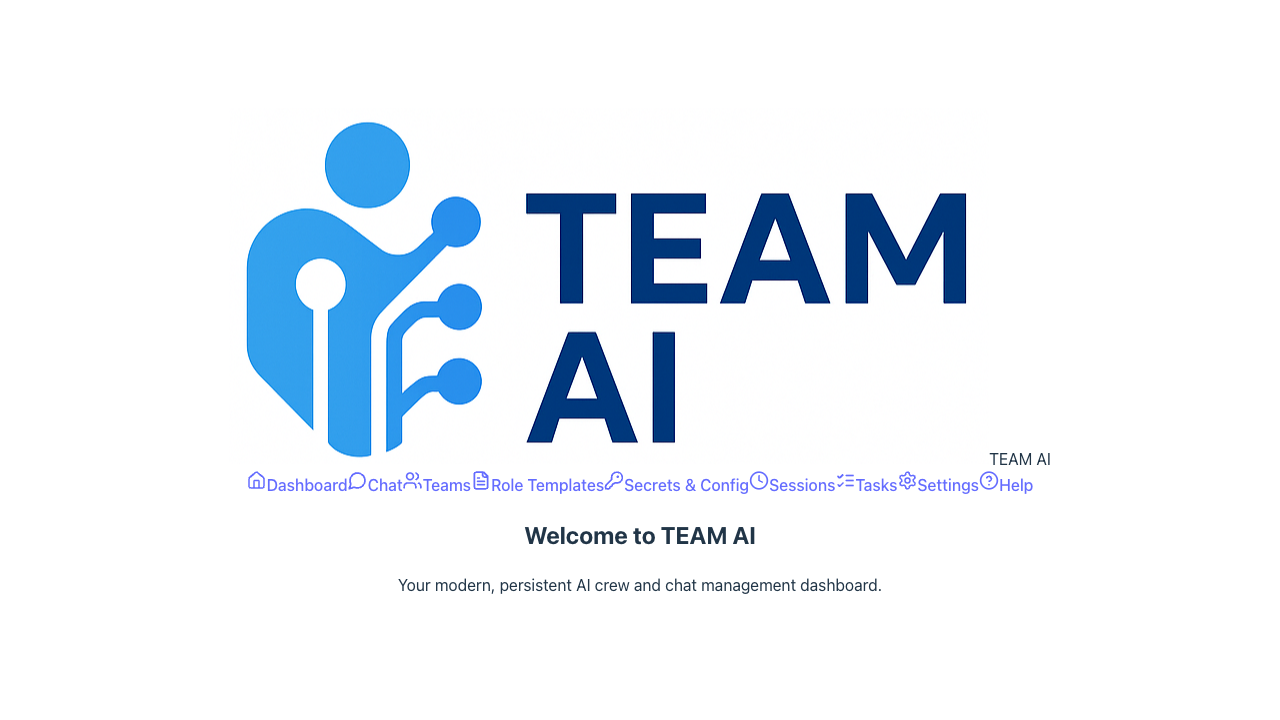 TEAM
AI
TEAM AI
Dashboard Chat Teams Role Templates Secrets & Config Sessions Tasks Settings Help
Welcome to TEAM AI
Your modern, persistent AI crew and chat management dashboard.